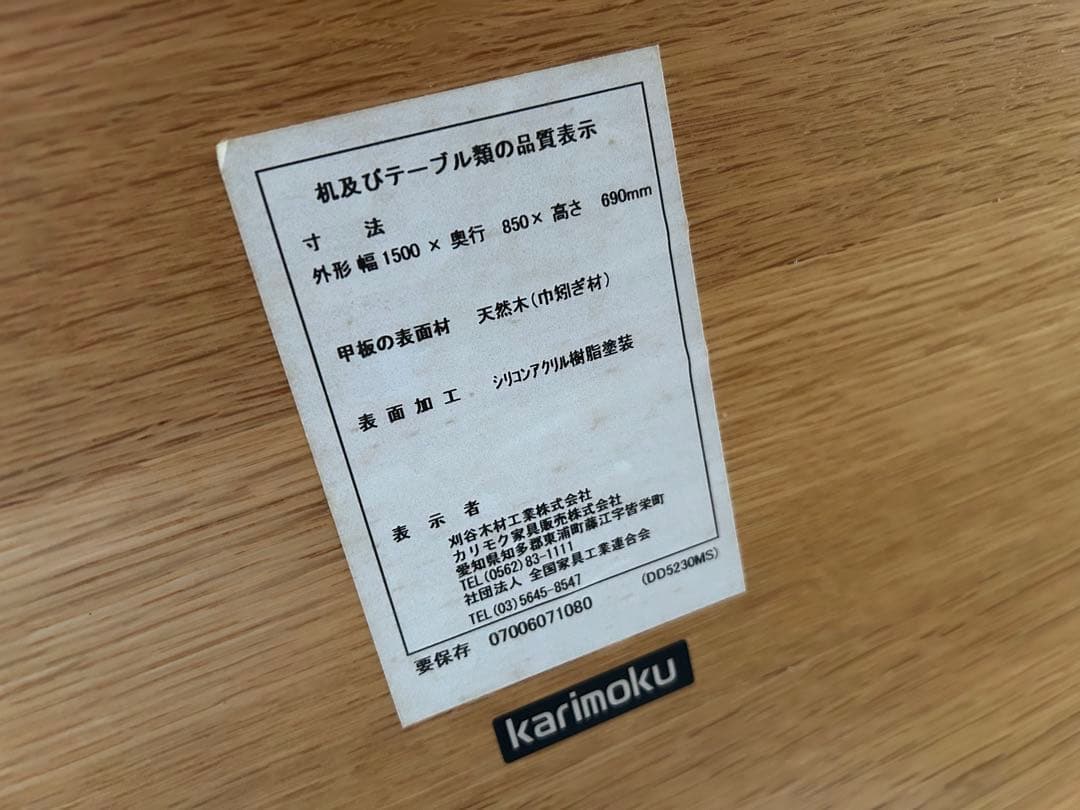 机及びテーブル類の品質表示
寸法
外形 幅1500 × 奥行 850× 高さ 690mm
甲板の表面材 天然木(巾矧ぎ材)
表面加工 シリコンアクリル樹脂塗装
表示者
刈谷木材工業株式会社
カリモク家具販売株式会社
愛知県知多郡東浦町藤江字皆栄町
TEL(0562)83-1111
社団法人 全国家具工業連合会
TEL(03)5645-8547
(DD5230MS)
要保存 07006071080
karimoku